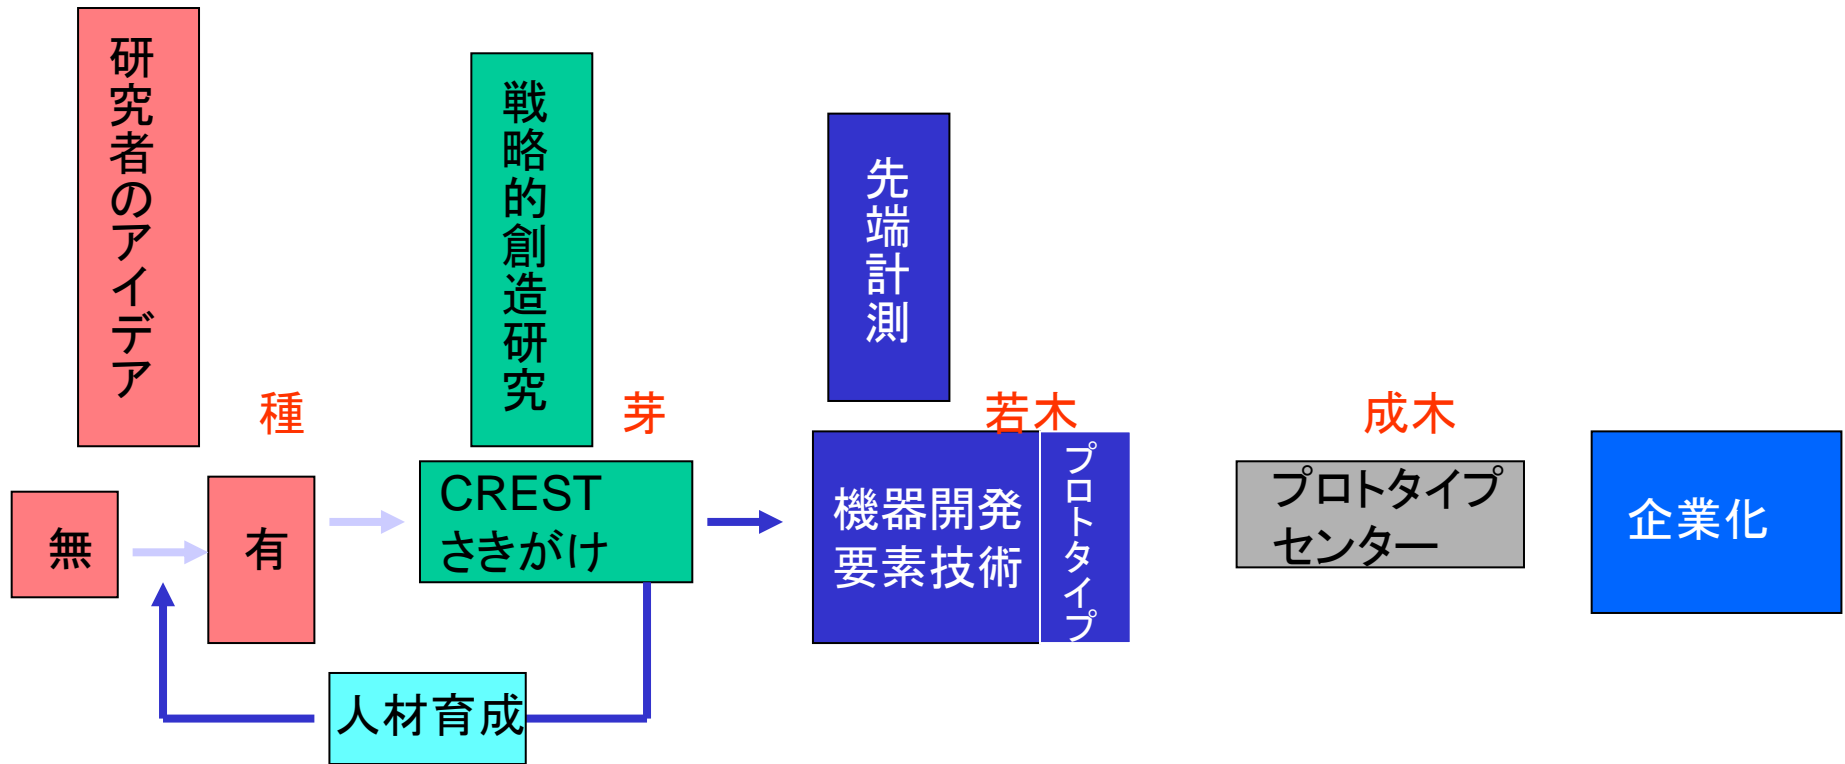 研究者のアイデア
戦略的創造研究
先端計測
種
芽
若木
成木
無
有
CREST
さきがけ
機器開発
要素技術
プロトタイプ
プロトタイプ
センター
企業化
人材育成